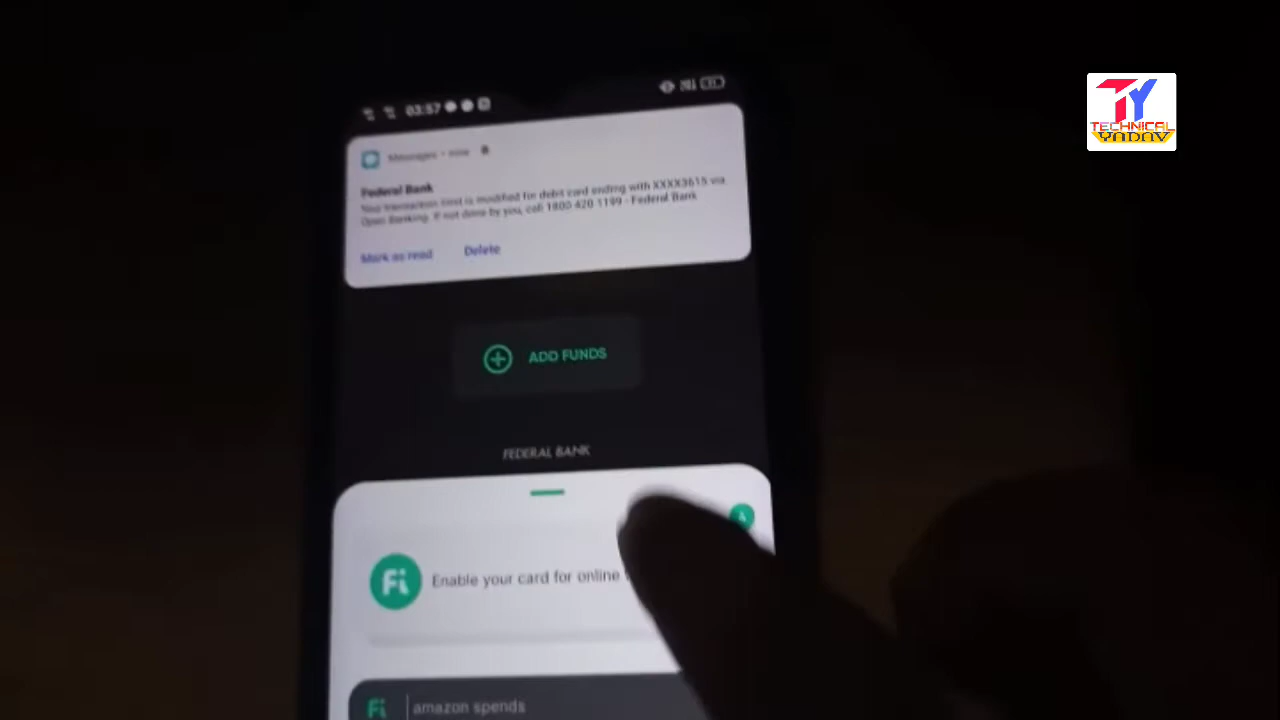 03:57
TY
TECHNICAL
YADAV
Messages • now
Federal Bank
Your transaction limit is modified for debit card ending with XXXX3615 via
Open Banking. If not done by you, call 1800 420 1199 - Federal Bank
Mark as read Delete
ADD FUNDS
FEDERAL BANK
4
Fi Enable your card for online
Fi amazon spends